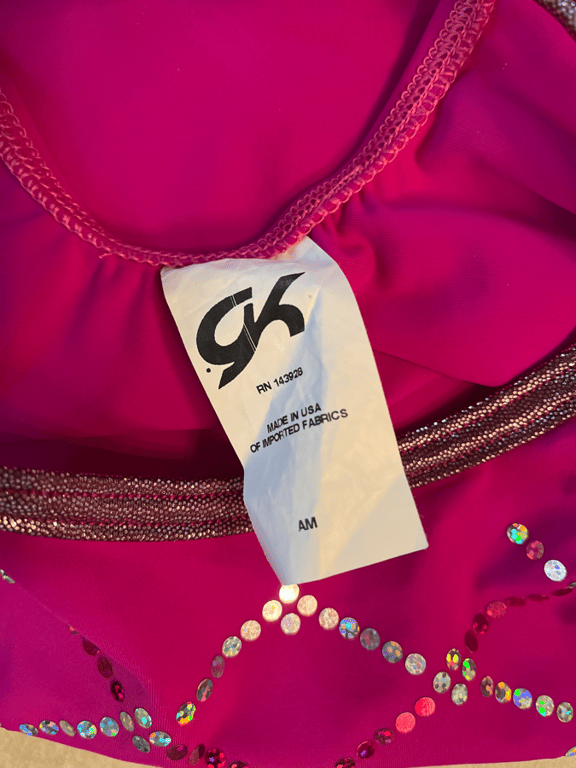 GK
RN 143928
MADE IN USA
OF IMPORTED FABRICS
AM